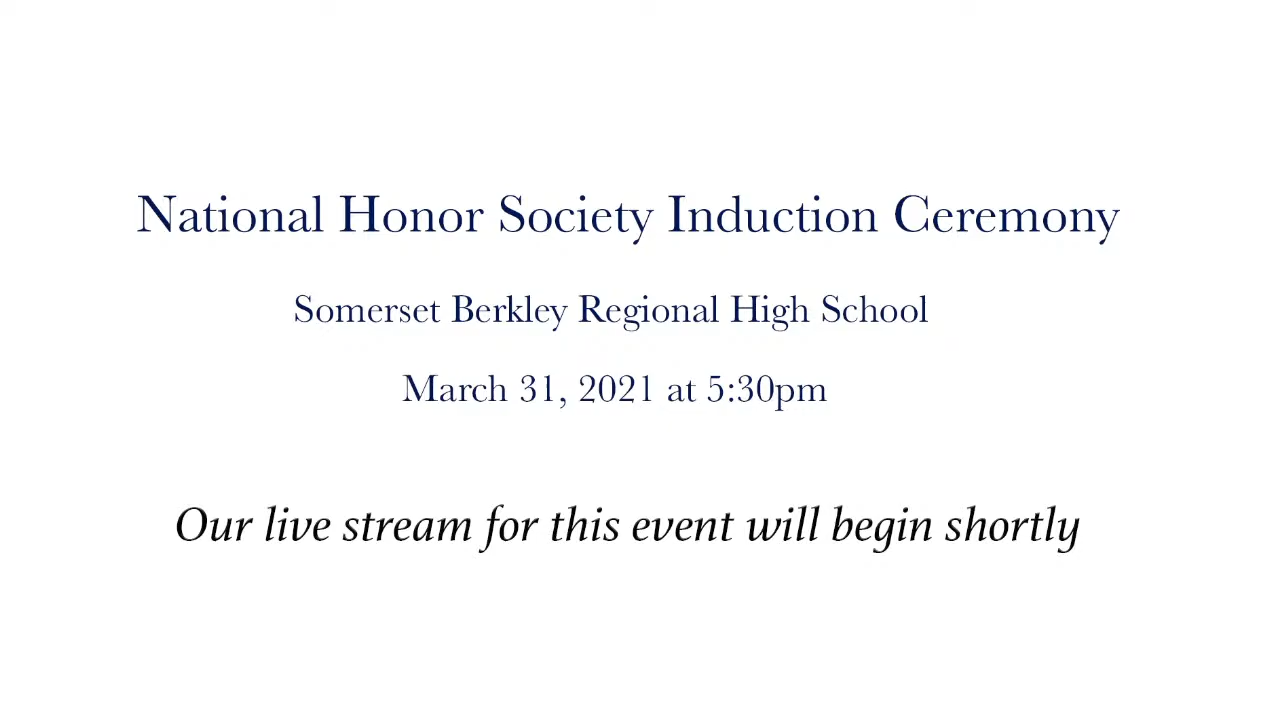 National Honor Society Induction Ceremony
Somerset Berkley Regional High School
March 31, 2021 at 5:30pm
Our live stream for this event will begin shortly